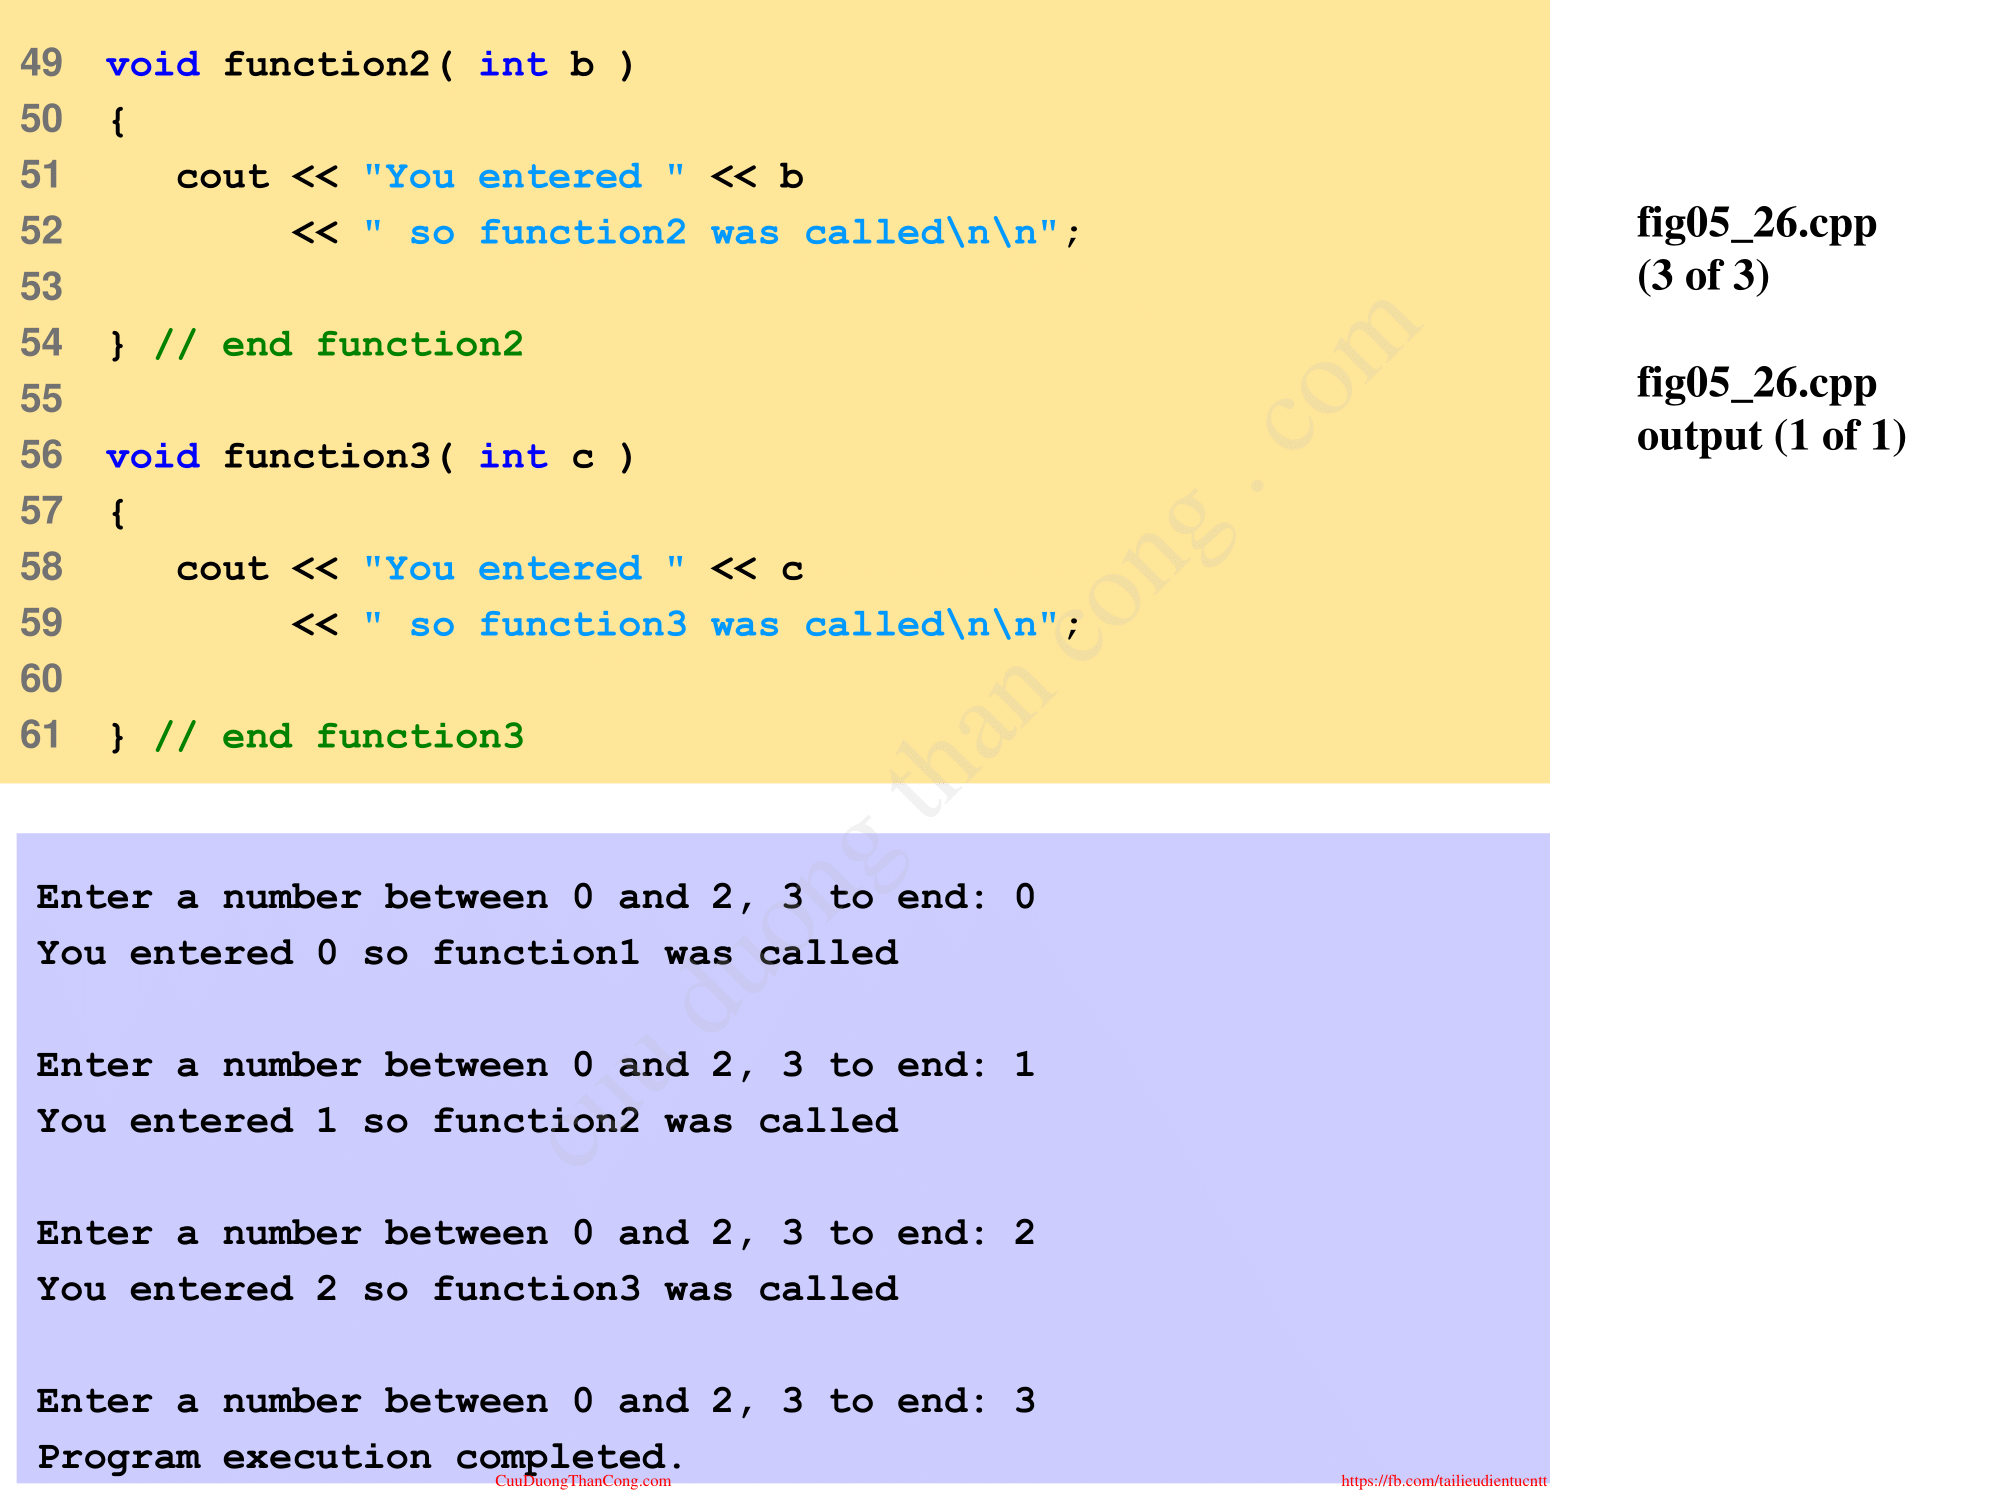 49 void function2( int b )
50 {
51 cout << "You entered " << b
52 << " so function2 was called\n\n";
53
54 } // end function2
55
56 void function3( int c )
57 {
58 cout << "You entered " << c
59 << " so function3 was called\n\n";
60
61 } // end function3
fig05_26.cpp
(3 of 3)
fig05_26.cpp
output (1 of 1)
Enter a number between 0 and 2, 3 to end: 0
You entered 0 so function1 was called
Enter a number between 0 and 2, 3 to end: 1
You entered 1 so function2 was called
Enter a number between 0 and 2, 3 to end: 2
You entered 2 so function3 was called
Enter a number between 0 and 2, 3 to end: 3
Program execution completed.
cuu duong than cong . com
CuuDuongThanCong.com
https://fb.com/tailieudientucntt